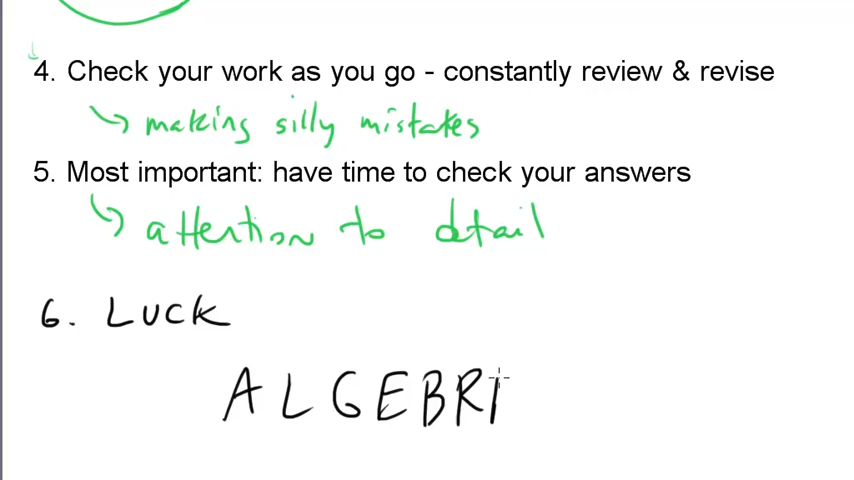 4. Check your work as you go - constantly review & revise
making silly mistakes
5. Most important: have time to check your answers
attention to detail
6. LUCK
ALGEBRI